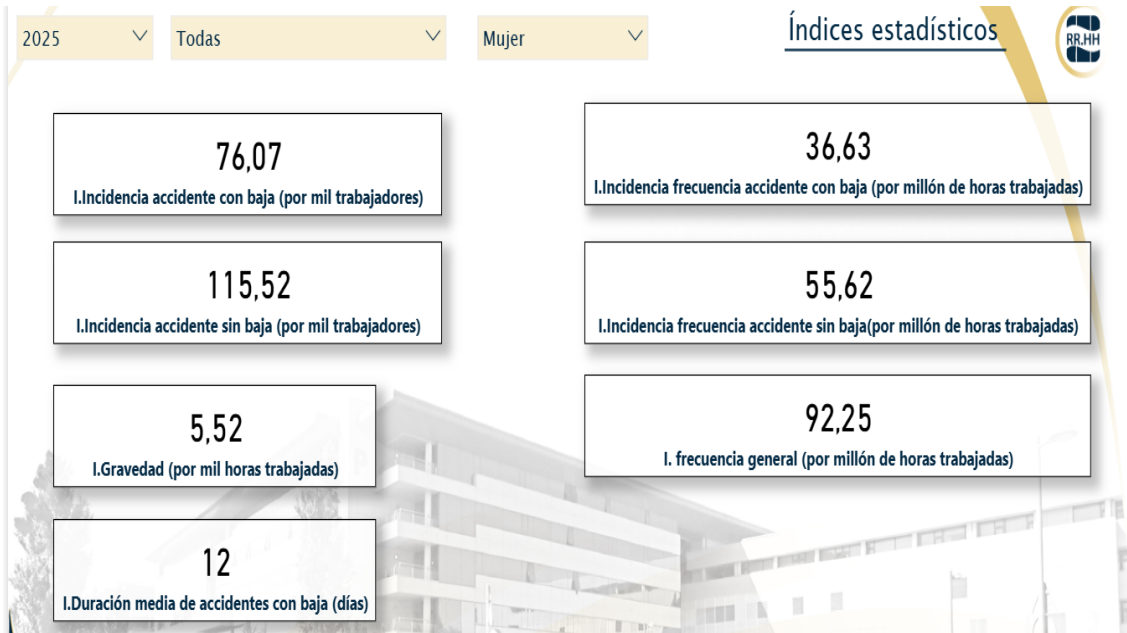 2025
Todas
Mujer
Índices estadísticos
RR.HH
76,07
I.Incidencia accidente con baja (por mil trabajadores)
36,63
I.Incidencia frecuencia accidente con baja (por millón de horas trabajadas)
115,52
I.Incidencia accidente sin baja (por mil trabajadores)
55,62
I.Incidencia frecuencia accidente sin baja(por millón de horas trabajadas)
5,52
I.Gravedad (por mil horas trabajadas)
92,25
I. frecuencia general (por millón de horas trabajadas)
12
I.Duración media de accidentes con baja (días)